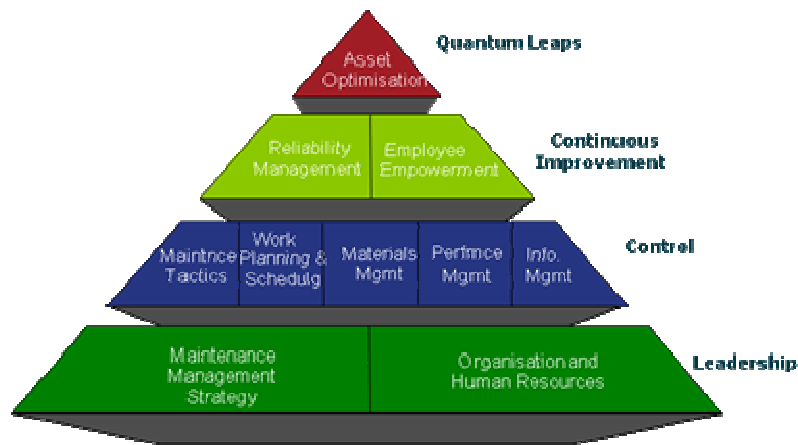 Quantum Leaps
Asset
Optimisation
Continuous
Improvement
Reliability
Management
Employee
Empowerment
Control
Maintnce
Tactics
Work
Planning &
Schedulg
Materials
Mgmt
Perfmce
Mgmt
Info.
Mgmt
Leadership
Maintenance
Management
Strategy
Organisation and
Human Resources